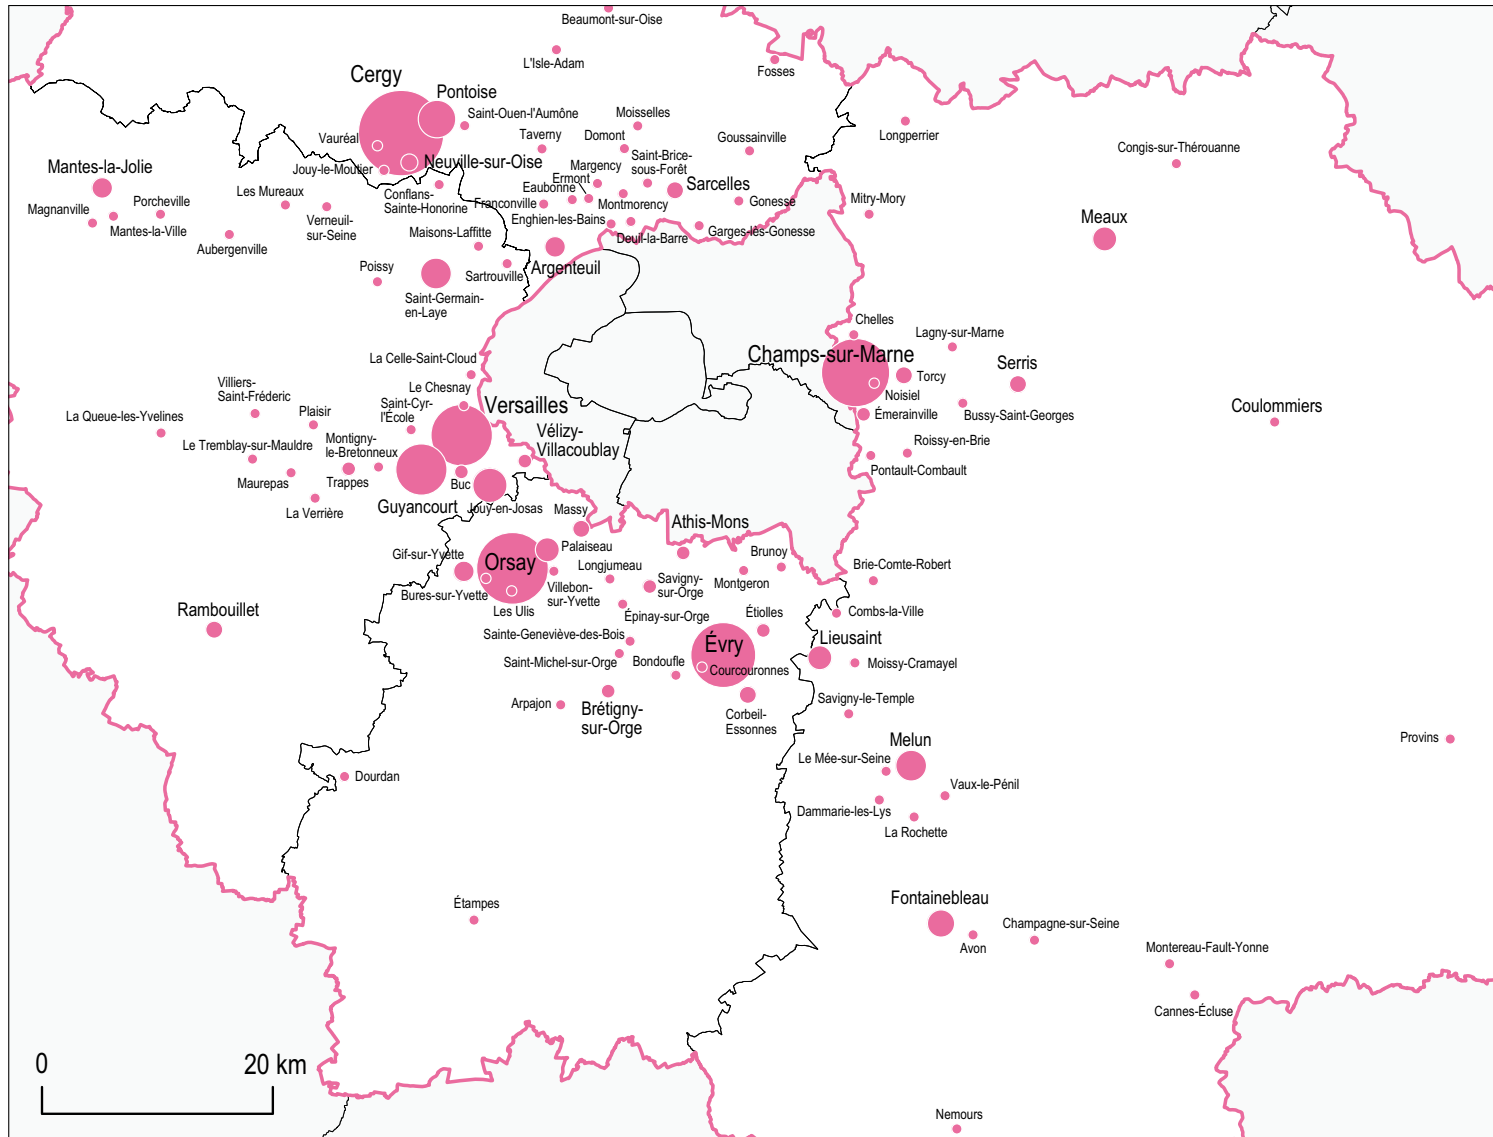 Beaumont-sur-Oise
L'Isle-Adam
Fosses
Cergy
Pontoise
Saint-Ouen-l'Aumône
Moisselles
Vauréal
Taverny
Domont
Goussainville
Longperrier
Congis-sur-Thérouanne
Mantes-la-Jolie
Jouy-le-Moutier
Neuville-sur-Oise
Margency
Saint-Brice-
sous-Forêt
Ermont
Eaubonne
Sarcelles
Les Mureaux
Conflans-
Sainte-Honorine
Franconville
Montmorency
Gonesse
Mitry-Mory
Magnanville
Porcheville
Mantes-la-Ville
Verneuil-
sur-Seine
Enghien-les-Bains
Meaux
Aubergenville
Maisons-Laffitte
Deuil-la-Barre
Garges-lès-Gonesse
Poissy
Sartrouville
Argenteuil
Saint-Germain-
en-Laye
Chelles
Lagny-sur-Marne
La Celle-Saint-Cloud
Champs-sur-Marne
Serris
Torcy
Villiers-
Saint-Fréderic
Le Chesnay
Noisiel
La Queue-les-Yvelines
Plaisir
Saint-Cyr-
l'École
Versailles
Émerainville
Bussy-Saint-Georges
Coulommiers
Le Tremblay-sur-Mauldre
Montigny-
le-Bretonneux
Vélizy-
Villacoublay
Roissy-en-Brie
Maurepas
Trappes
Buc
Pontault-Combault
La Verrière
Guyancourt
Jouy-en-Josas
Massy
Athis-Mons
Gif-sur-Yvette
Orsay
Palaiseau
Brunoy
Longjumeau
Brie-Comte-Robert
Bures-sur-Yvette
Villebon-
sur-Yvette
Savigny-
sur-Orge
Montgeron
Rambouillet
Les Ulis
Épinay-sur-Orge
Étiolles
Combs-la-Ville
Sainte-Geneviève-des-Bois
Évry
Lieusaint
Saint-Michel-sur-Orge
Bondoufle
Courcouronnes
Moissy-Cramayel
Arpajon
Brétigny-
sur-Orge
Corbeil-
Essonnes
Savigny-le-Temple
Melun
Provins
Le Mée-sur-Seine
Dourdan
Vaux-le-Pénil
Dammarie-les-Lys
La Rochette
Étampes
Fontainebleau
Champagne-sur-Seine
Avon
Montereau-Fault-Yonne
Cannes-Écluse
0
20 km
Nemours